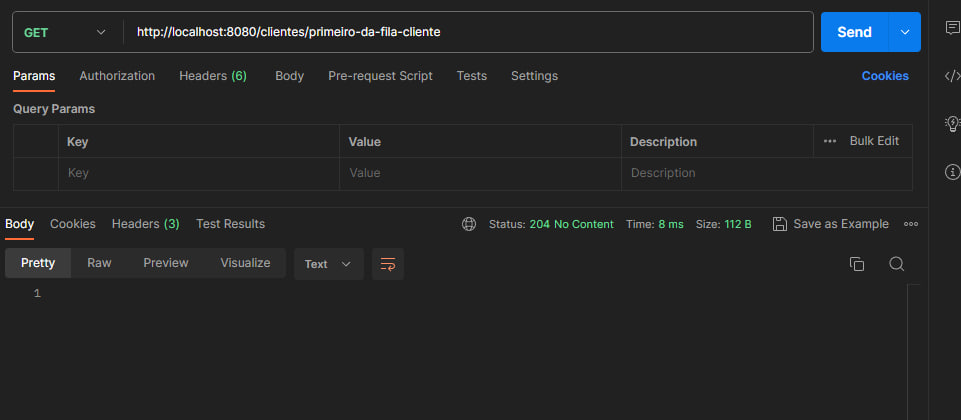 GET http://localhost:8080/clientes/primeiro-da-fila-cliente Send
Params Authorization Headers (6) Body Pre-request Script Tests Settings Cookies
Query Params
Key Value Description ••• Bulk Edit
Key Value Description
Body Cookies Headers (3) Test Results Status: 204 No Content Time: 8 ms Size: 112 B Save as Example
Pretty Raw Preview Visualize Text
1